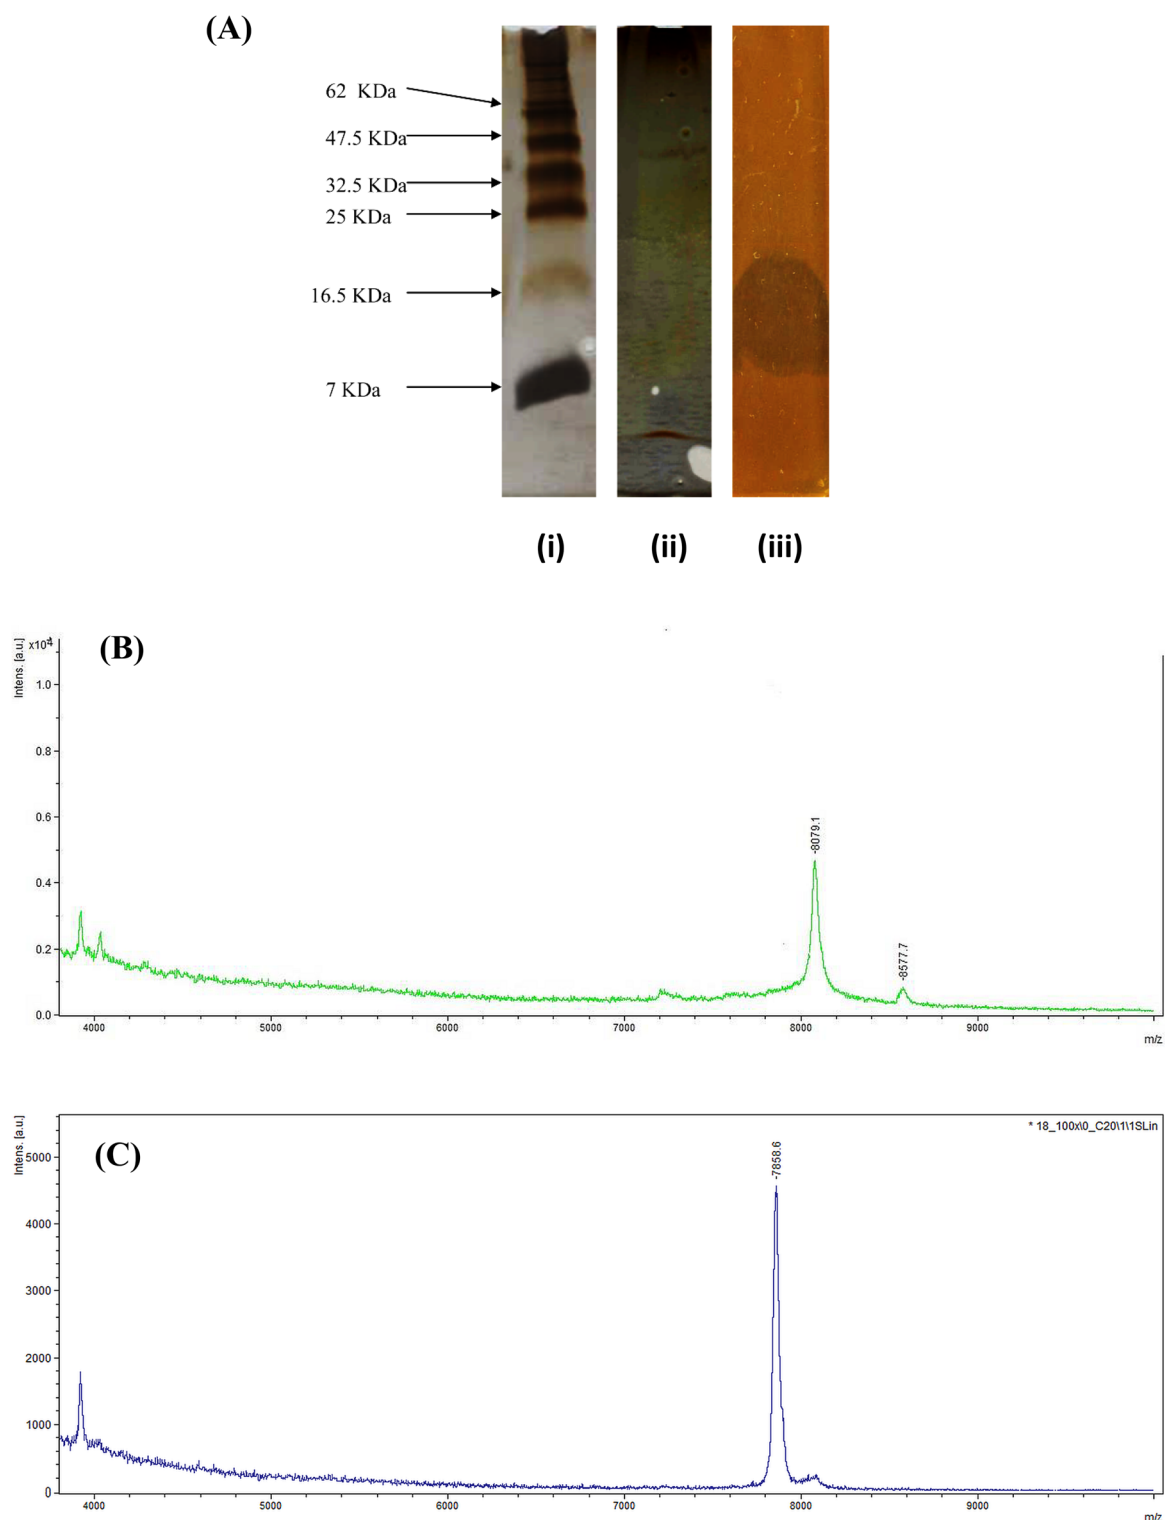 (A)
62 KDa
47.5 KDa
32.5 KDa
25 KDa
16.5 KDa
7 KDa
(i) (ii) (iii)
(B)
Intens. [a.u.]
x10⁴
1.0
0.8
0.6
0.4
0.2
0.0
8079.1
8577.7
4000 5000 6000 7000 8000 9000
m/z
(C)
Intens. [a.u.]
* 18_100x\0_C20\1\1SLin
5000
4000
3000
2000
1000
0
7858.6
4000 5000 6000 7000 8000 9000
m/z